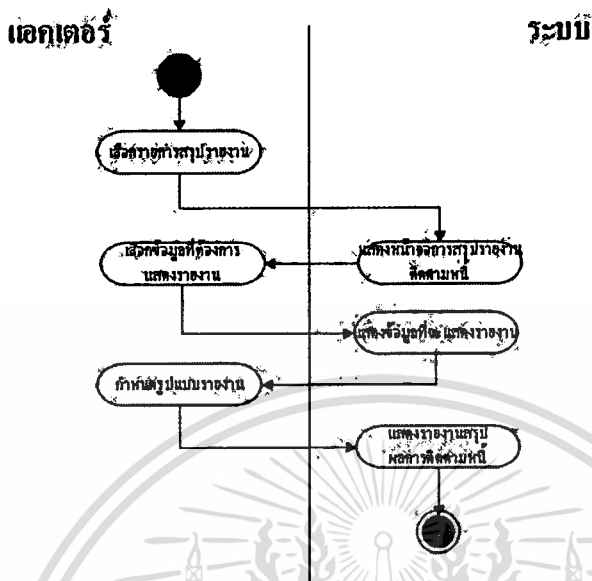 แอคเตอร์
ระบบ
เลือกรายการสรุปรายงาน
แสดงหน้าจอการสรุปรายงาน
ติดตามหนี้
เลือกข้อมูลที่ต้องการ
แสดงรายงาน
แสดงข้อมูลที่จะแสดงรายงาน
กำหนดรูปแบบรายงาน
แสดงรายงานสรุป
ผลการติดตามหนี้